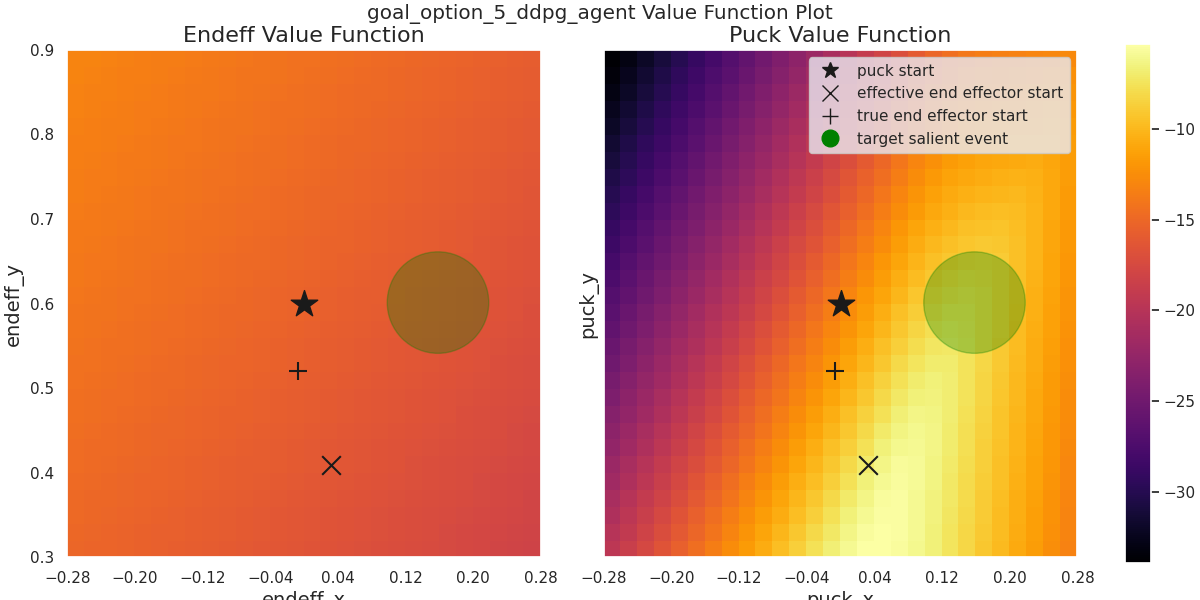 goal_option_5_ddpg_agent Value Function Plot
Endeff Value Function
Puck Value Function
0.9
0.8
0.7
0.6
0.5
0.4
0.3
endeff_y
−0.28 −0.20 −0.12 −0.04 0.04 0.12 0.20 0.28
endeff_x
puck_y
puck start
effective end effector start
true end effector start
target salient event
−0.28 −0.20 −0.12 −0.04 0.04 0.12 0.20 0.28
puck_x
−10
−15
−20
−25
−30